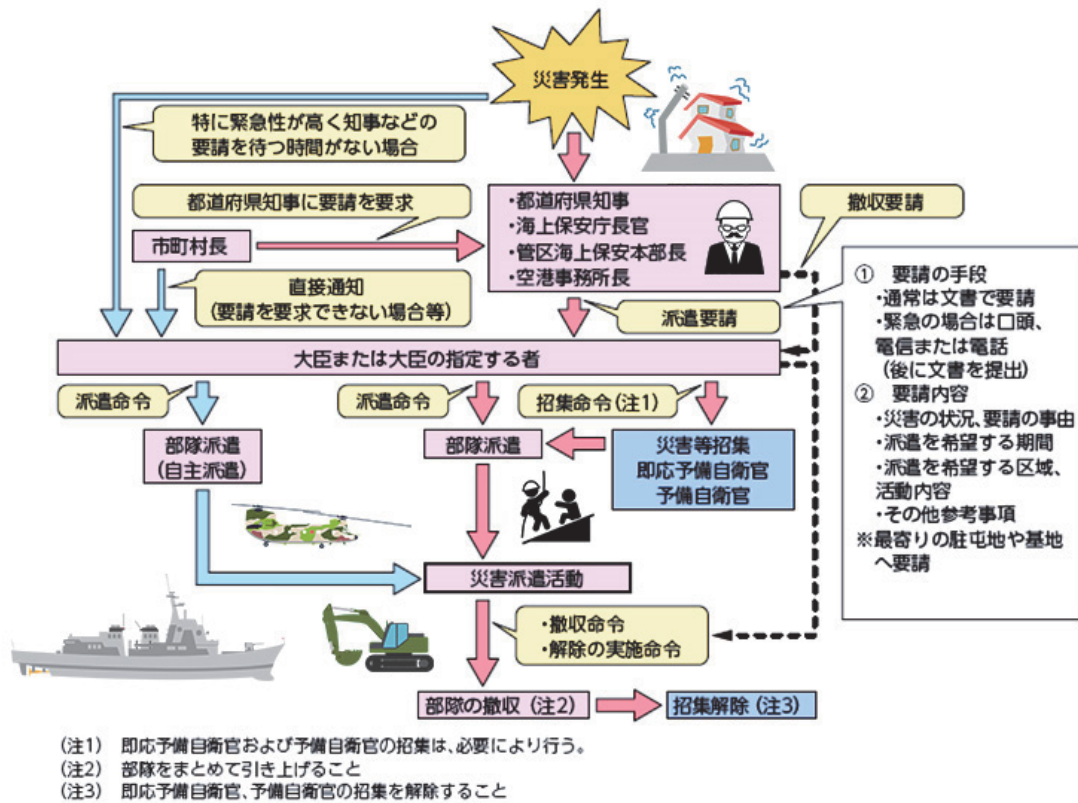 災害発生
特に緊急性が高く知事などの
要請を待つ時間がない場合
都道府県知事に要請を要求
市町村長
・都道府県知事
・海上保安庁長官
・管区海上保安本部長
・空港事務所長
撤収要請
直接通知
(要請を要求できない場合等)
派遣要請
① 要請の手段
・通常は文書で要請
・緊急の場合は口頭、
電信または電話
(後に文書を提出)
② 要請内容
・災害の状況、要請の事由
・派遣を希望する期間
・派遣を希望する区域、
活動内容
・その他参考事項
※最寄りの駐屯地や基地
へ要請
大臣または大臣の指定する者
派遣命令
派遣命令
招集命令(注1)
部隊派遣
(自主派遣)
部隊派遣
災害等招集
即応予備自衛官
予備自衛官
災害派遣活動
・撤収命令
・解除の実施命令
部隊の撤収(注2)
招集解除(注3)
(注1) 即応予備自衛官および予備自衛官の招集は、必要により行う。
(注2) 部隊をまとめて引き上げること
(注3) 即応予備自衛官、予備自衛官の招集を解除すること